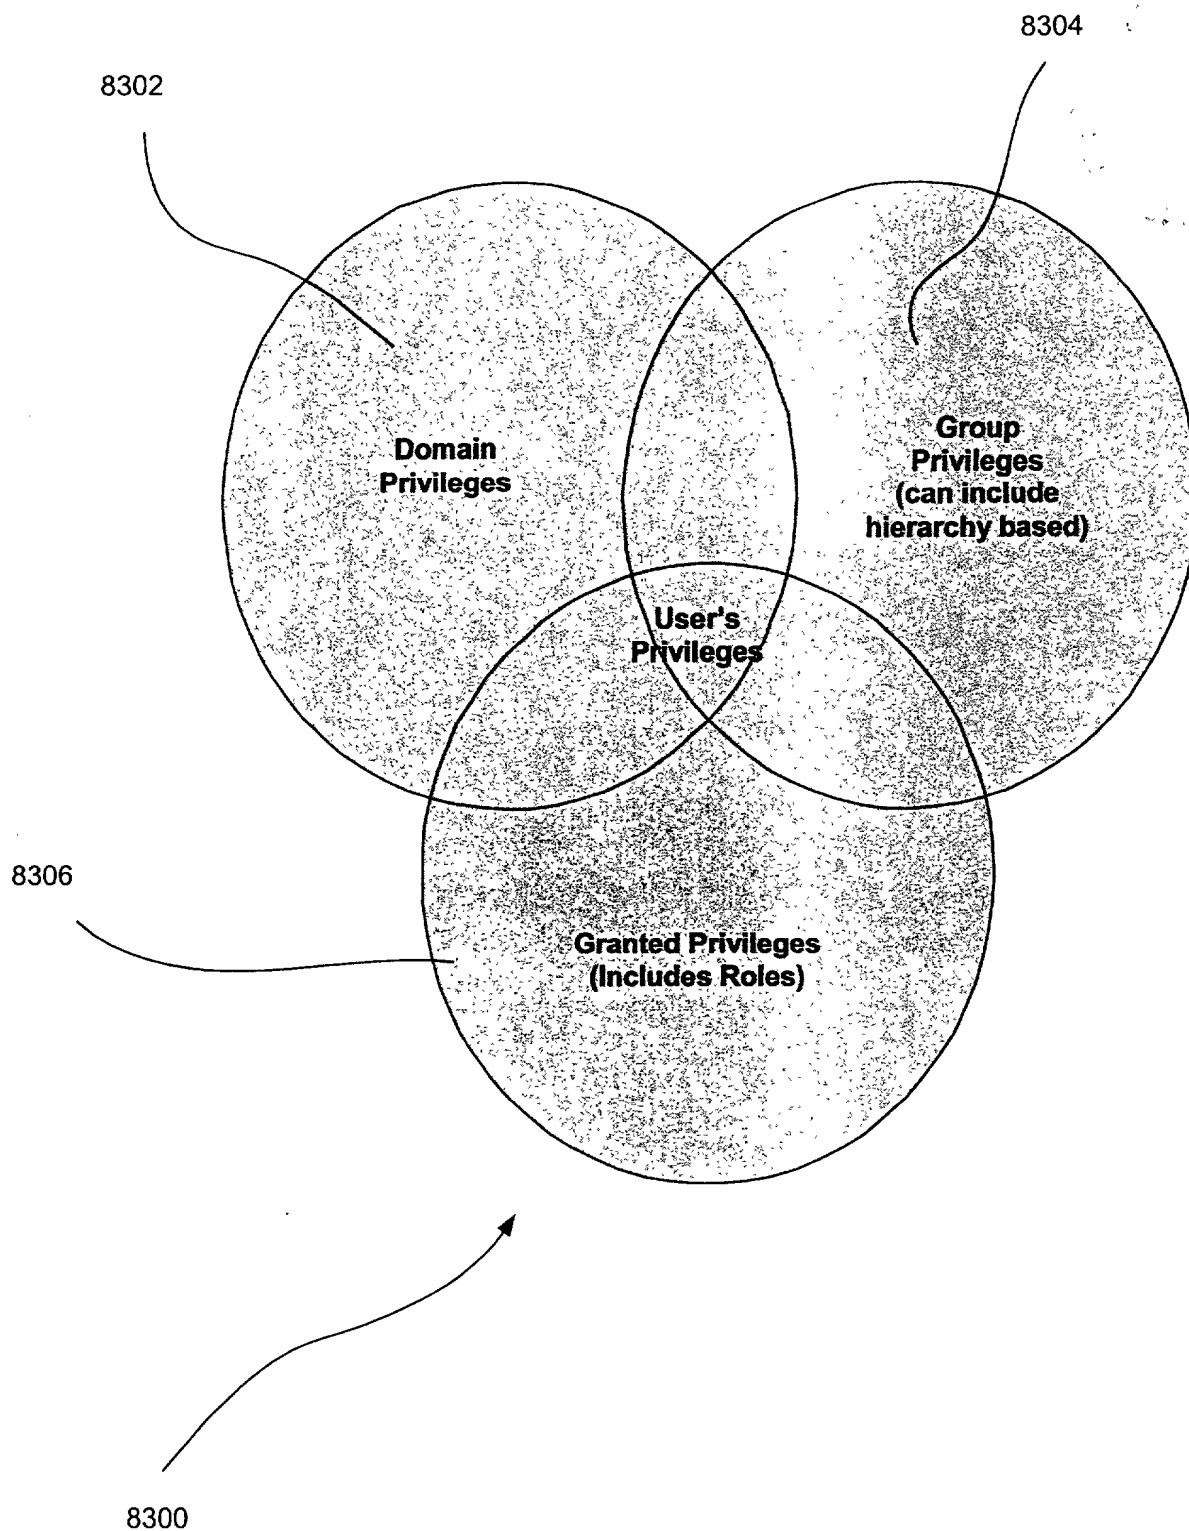 8304
8302
Domain
Privileges
Group
Privileges
(can include
hierarchy based)
User's
Privileges
8306
Granted Privileges
(Includes Roles)
8300